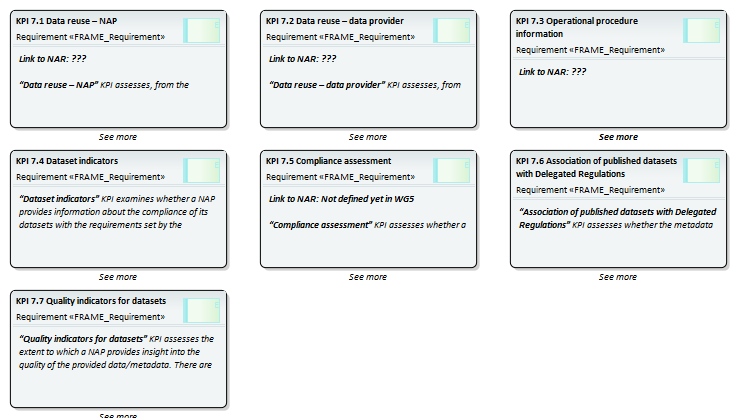 KPI 7.1 Data reuse – NAP
Requirement «FRAME_Requirement»
Link to NAR: ???
“Data reuse – NAP” KPI assesses, from the
See more
KPI 7.2 Data reuse – data provider
Requirement «FRAME_Requirement»
Link to NAR: ???
“Data reuse – data provider” KPI assesses, from
See more
KPI 7.3 Operational procedure
information
Requirement «FRAME_Requirement»
Link to NAR: ???
See more
KPI 7.4 Dataset indicators
Requirement «FRAME_Requirement»
“Dataset indicators” KPI examines whether a NAP
provides information about the compliance of its
datasets with the requirements set by the
See more
KPI 7.5 Compliance assessment
Requirement «FRAME_Requirement»
Link to NAR: Not defined yet in WG5
“Compliance assessment” KPI assesses whether a
See more
KPI 7.6 Association of published datasets
with Delegated Regulations
Requirement «FRAME_Requirement»
“Association of published datasets with Delegated
Regulations” KPI assesses whether the metadata
See more
KPI 7.7 Quality indicators for datasets
Requirement «FRAME_Requirement»
“Quality indicators for datasets” KPI assesses the
extent to which a NAP provides insight into the
quality of the provided data/metadata. There are
See more